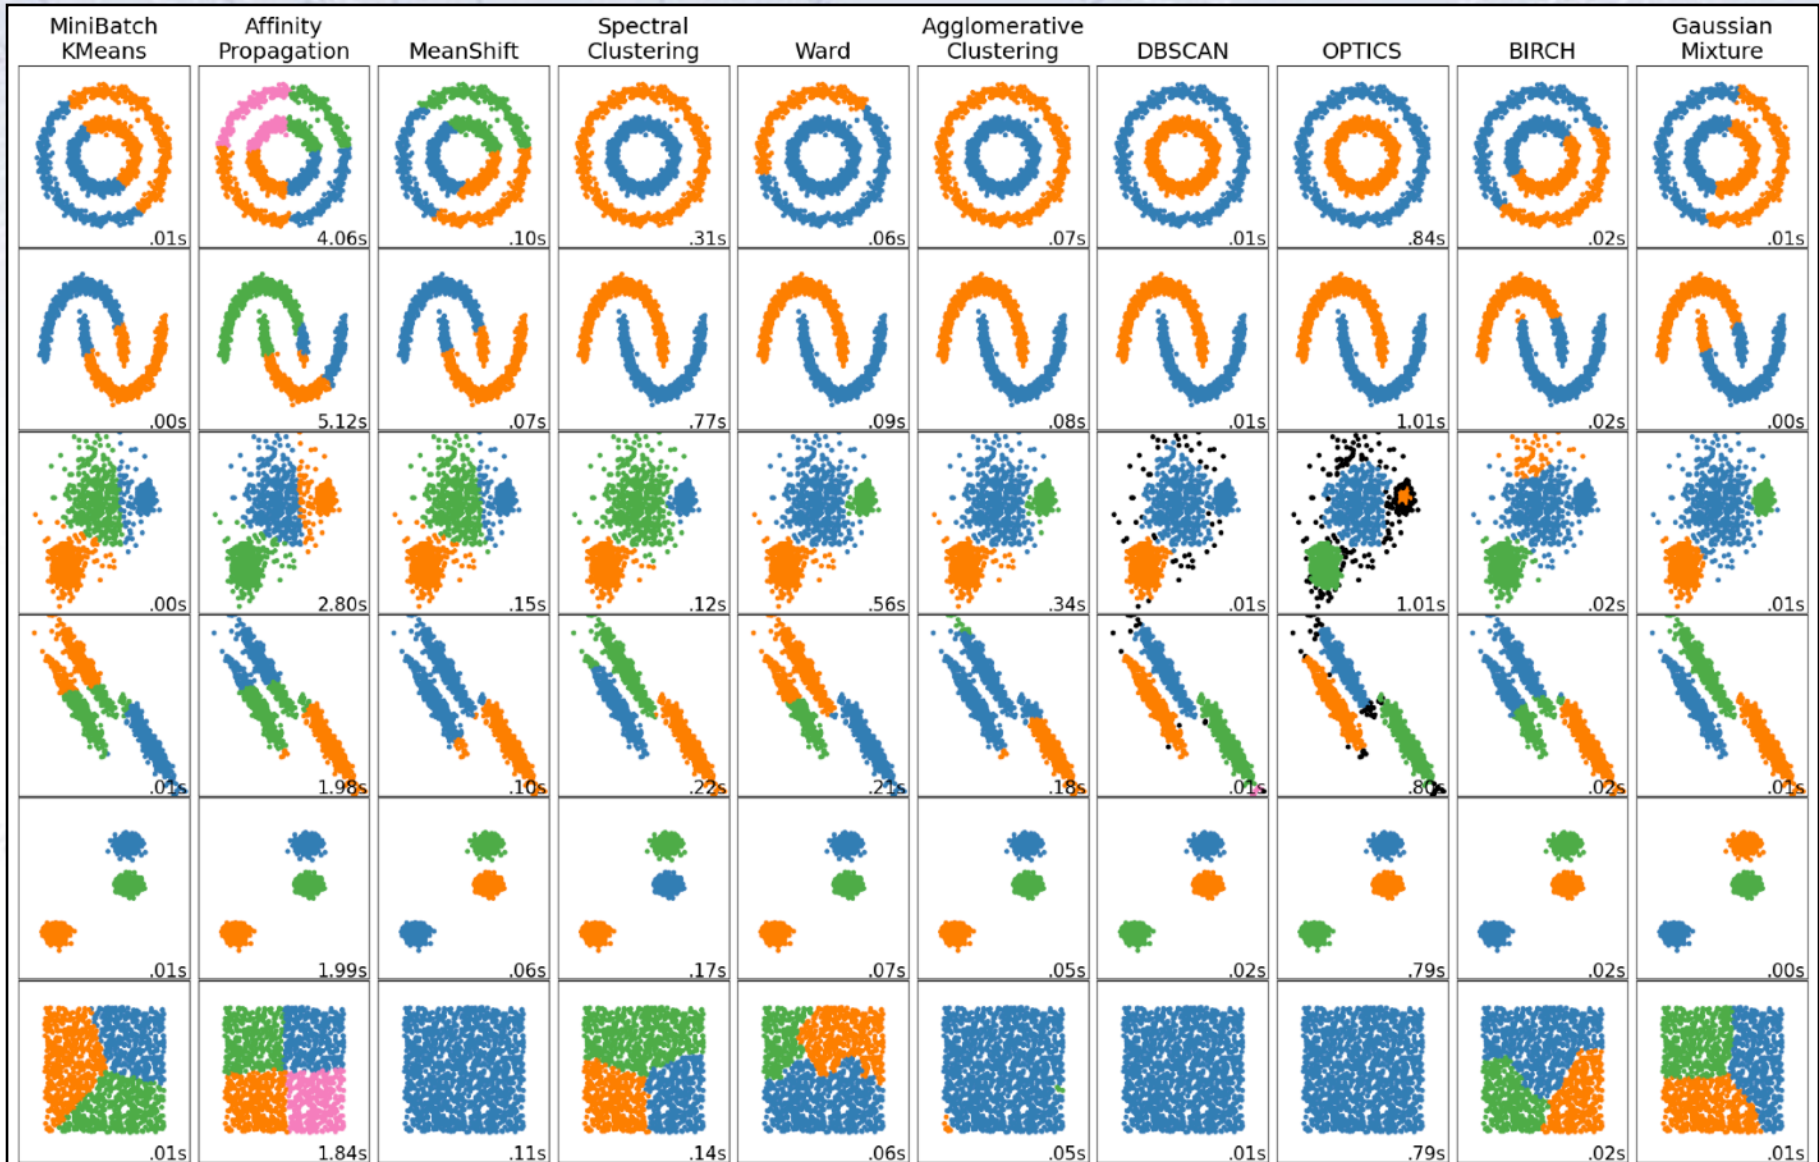 MiniBatch
KMeans
Affinity
Propagation
MeanShift
Spectral
Clustering
Ward
Agglomerative
Clustering
DBSCAN
OPTICS
BIRCH
Gaussian
Mixture
.01s
4.06s
.10s
.31s
.06s
.07s
.01s
.84s
.02s
.01s
.00s
5.12s
.07s
.77s
.09s
.08s
.01s
1.01s
.02s
.00s
.00s
2.80s
.15s
.12s
.56s
.34s
.01s
1.01s
.02s
.01s
.01s
1.98s
.10s
.22s
.21s
.18s
.01s
.80s
.02s
.01s
.01s
1.99s
.06s
.17s
.07s
.05s
.02s
.79s
.02s
.00s
.01s
1.84s
.11s
.14s
.06s
.05s
.01s
.79s
.02s
.01s